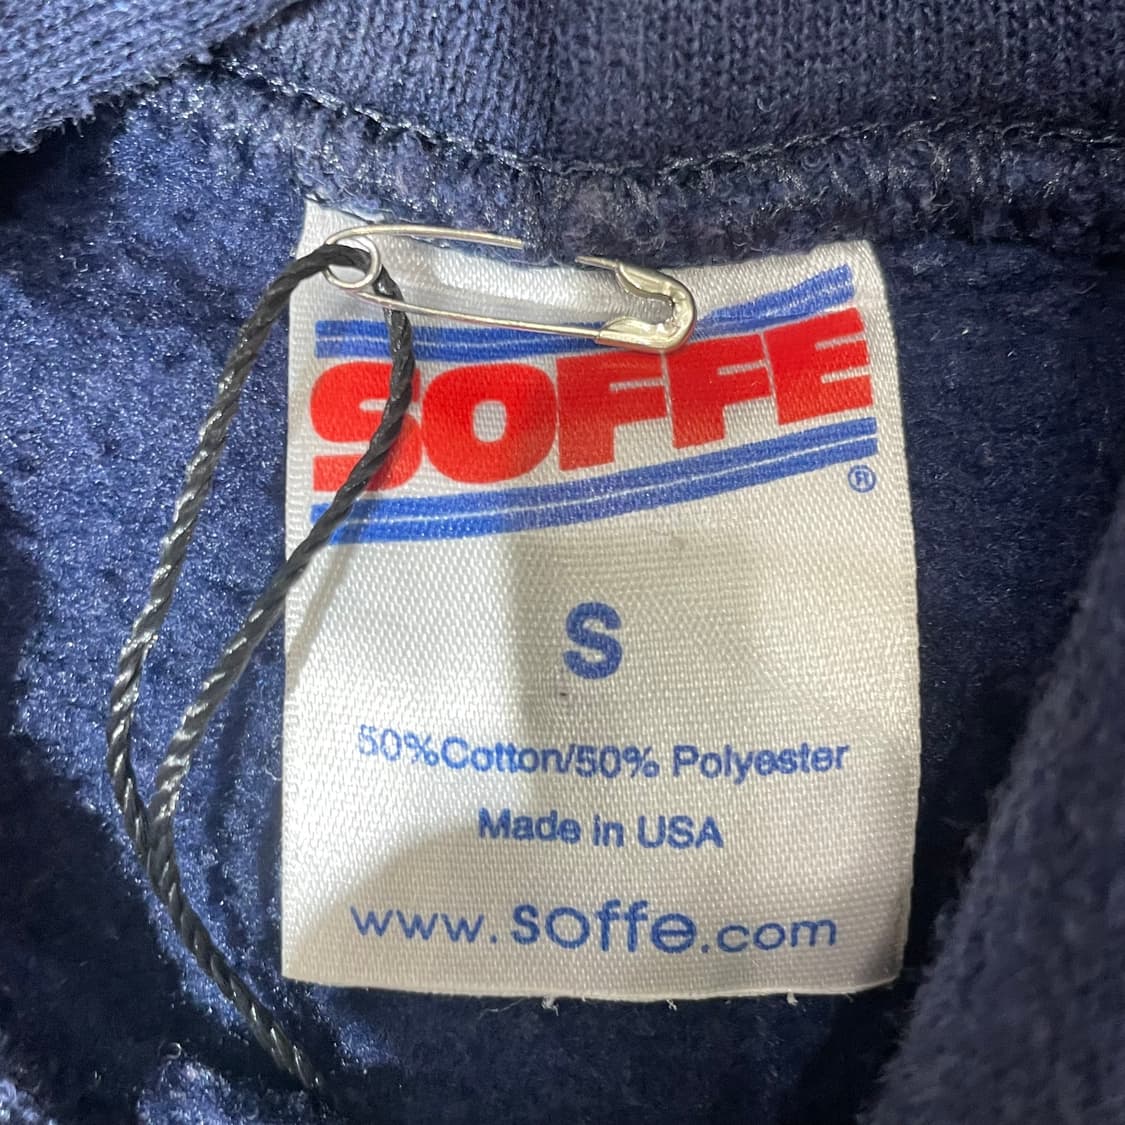 SOFFE
®
S
50%Cotton/50% Polyester
Made in USA
www.soffe.com